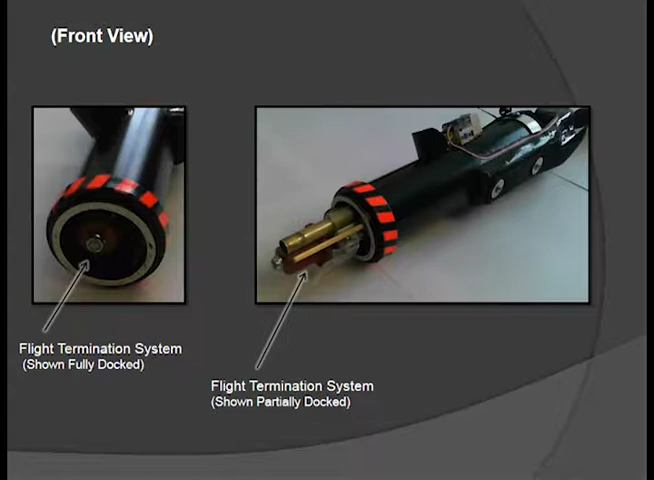 (Front View)
Flight Termination System
(Shown Fully Docked)
Flight Termination System
(Shown Partially Docked)